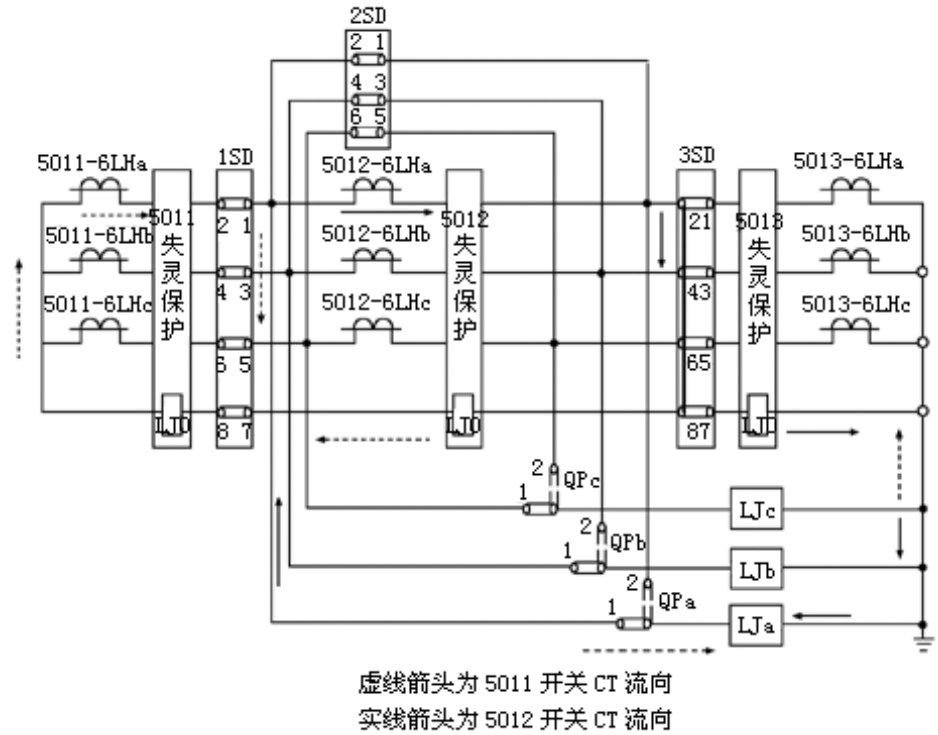 2SD
2 1
4 3
6 5
5011-6LHa
1SD
5012-6LHa
3SD
5013-6LHa
5011
失灵保护
2 1
5012
失灵保护
21
5013
失灵保护
5011-6LHb
5012-6LHb
5013-6LHb
4 3
43
5011-6LHc
5012-6LHc
5013-6LHc
6 5
65
LJ0
8 7
LJ0
87
LJ0
2
QPc
1
LJc
2
QPb
1
LJb
2
QPa
1
LJa
虚线箭头为 5011 开关 CT 流向
实线箭头为 5012 开关 CT 流向